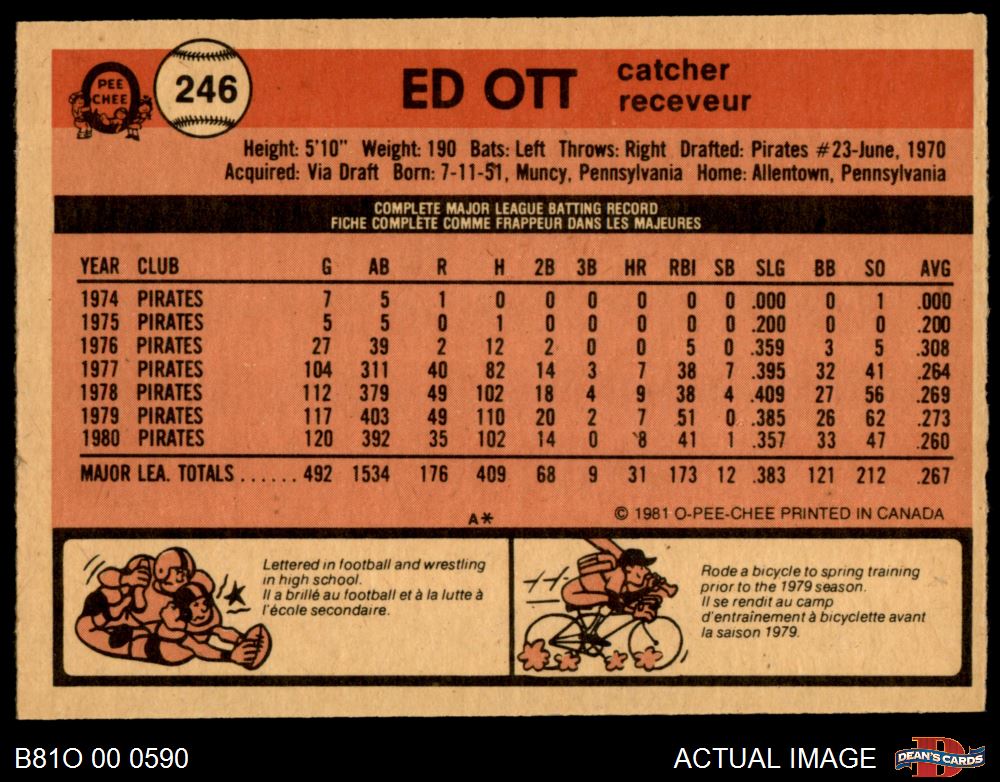 PEE
CHEE
246
ED OTT
catcher
receveur
Height: 5'10" Weight: 190 Bats: Left Throws: Right Drafted: Pirates #23-June, 1970
Acquired: Via Draft Born: 7-11-51, Muncy, Pennsylvania Home: Allentown, Pennsylvania
COMPLETE MAJOR LEAGUE BATTING RECORD
FICHE COMPLÈTE COMME FRAPPEUR DANS LES MAJEURES
YEAR CLUB G AB R H 2B 3B HR RBI SB SLG BB SO AVG
1974 PIRATES 7 5 1 0 0 0 0 0 0 .000 0 1 .000
1975 PIRATES 5 5 0 1 0 0 0 0 0 .200 0 0 .200
1976 PIRATES 27 39 2 12 2 0 0 5 0 .359 3 5 .308
1977 PIRATES 104 311 40 82 14 3 7 38 7 .395 32 41 .264
1978 PIRATES 112 379 49 102 18 4 9 38 4 .409 27 56 .269
1979 PIRATES 117 403 49 110 20 2 7 51 0 .385 26 62 .273
1980 PIRATES 120 392 35 102 14 0 8 41 1 .357 33 47 .260
MAJOR LEA. TOTALS ...... 492 1534 176 409 68 9 31 173 12 .383 121 212 .267
A* © 1981 O-PEE-CHEE PRINTED IN CANADA
Lettered in football and wrestling
in high school.
Il a brillé au football et à la lutte à
l'école secondaire.
Rode a bicycle to spring training
prior to the 1979 season.
Il se rendit au camp
d'entraînement à bicyclette avant
la saison 1979.
B81O 00 0590
ACTUAL IMAGE
DEAN'S CARDS